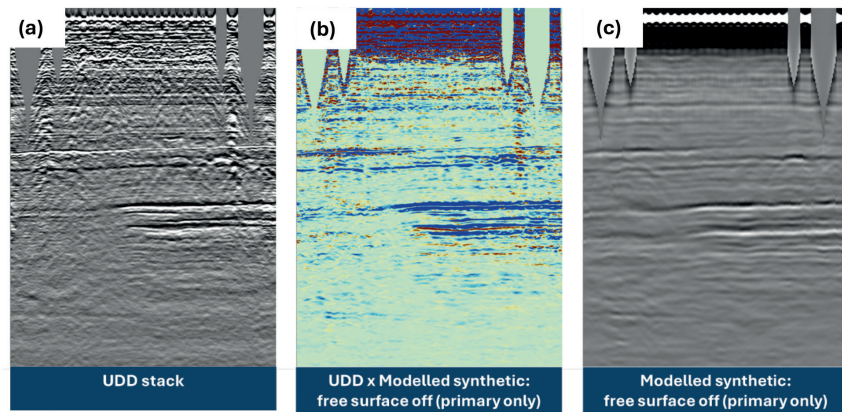 (a)
(b)
(c)
UDD stack
UDD x Modelled synthetic:
free surface off (primary only)
Modelled synthetic:
free surface off (primary only)